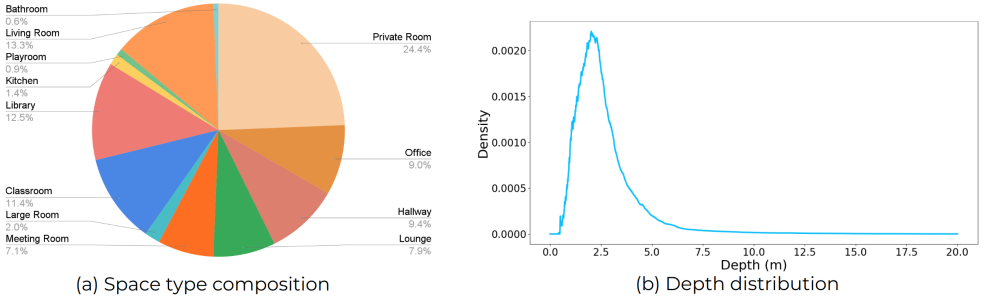 Bathroom
0.6%
Living Room
13.3%
Playroom
0.9%
Kitchen
1.4%
Library
12.5%
Classroom
11.4%
Large Room
2.0%
Meeting Room
7.1%
Private Room
24.4%
Office
9.0%
Hallway
9.4%
Lounge
7.9%
(a) Space type composition
Density
0.0020
0.0015
0.0010
0.0005
0.0000
0.0 2.5 5.0 7.5 10.0 12.5 15.0 17.5 20.0
Depth (m)
(b) Depth distribution